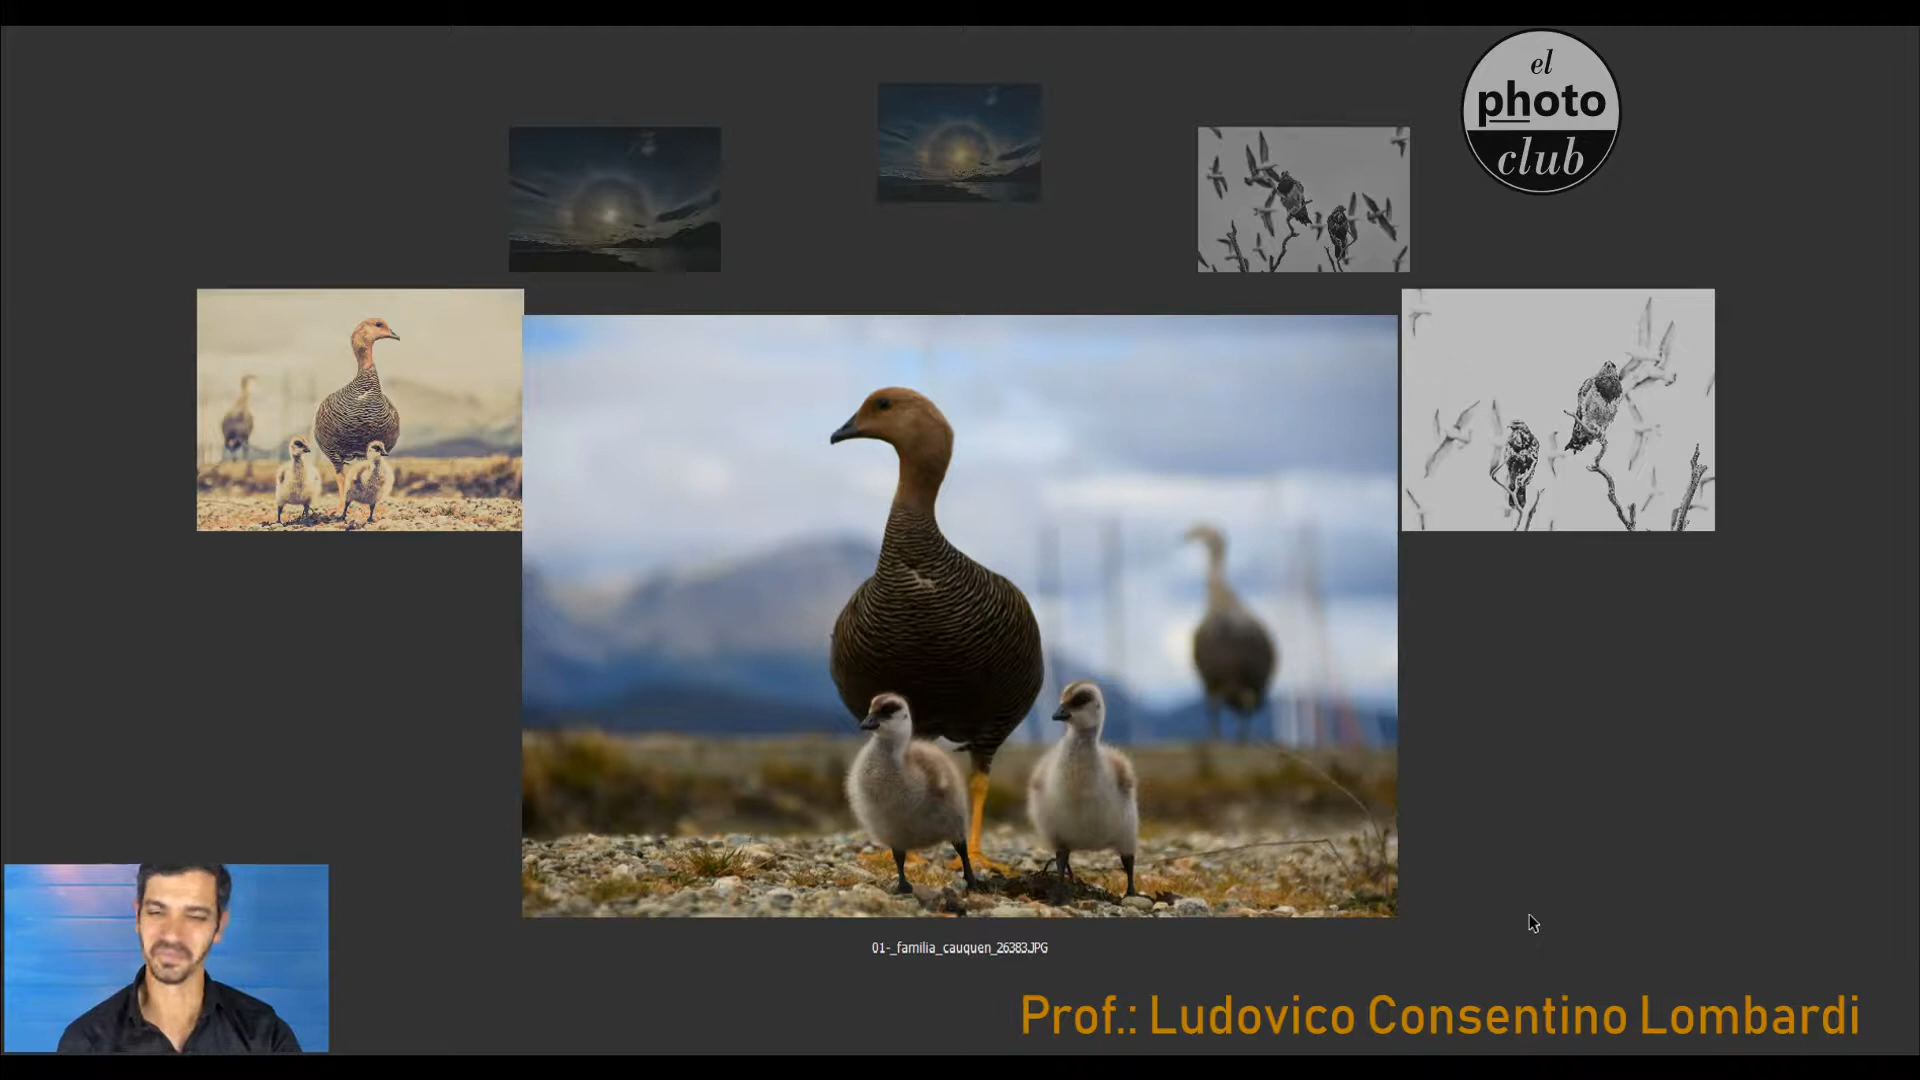 el
photo
club
01-_familia_cauquen_26383.JPG
Prof.: Ludovico Consentino Lombardi